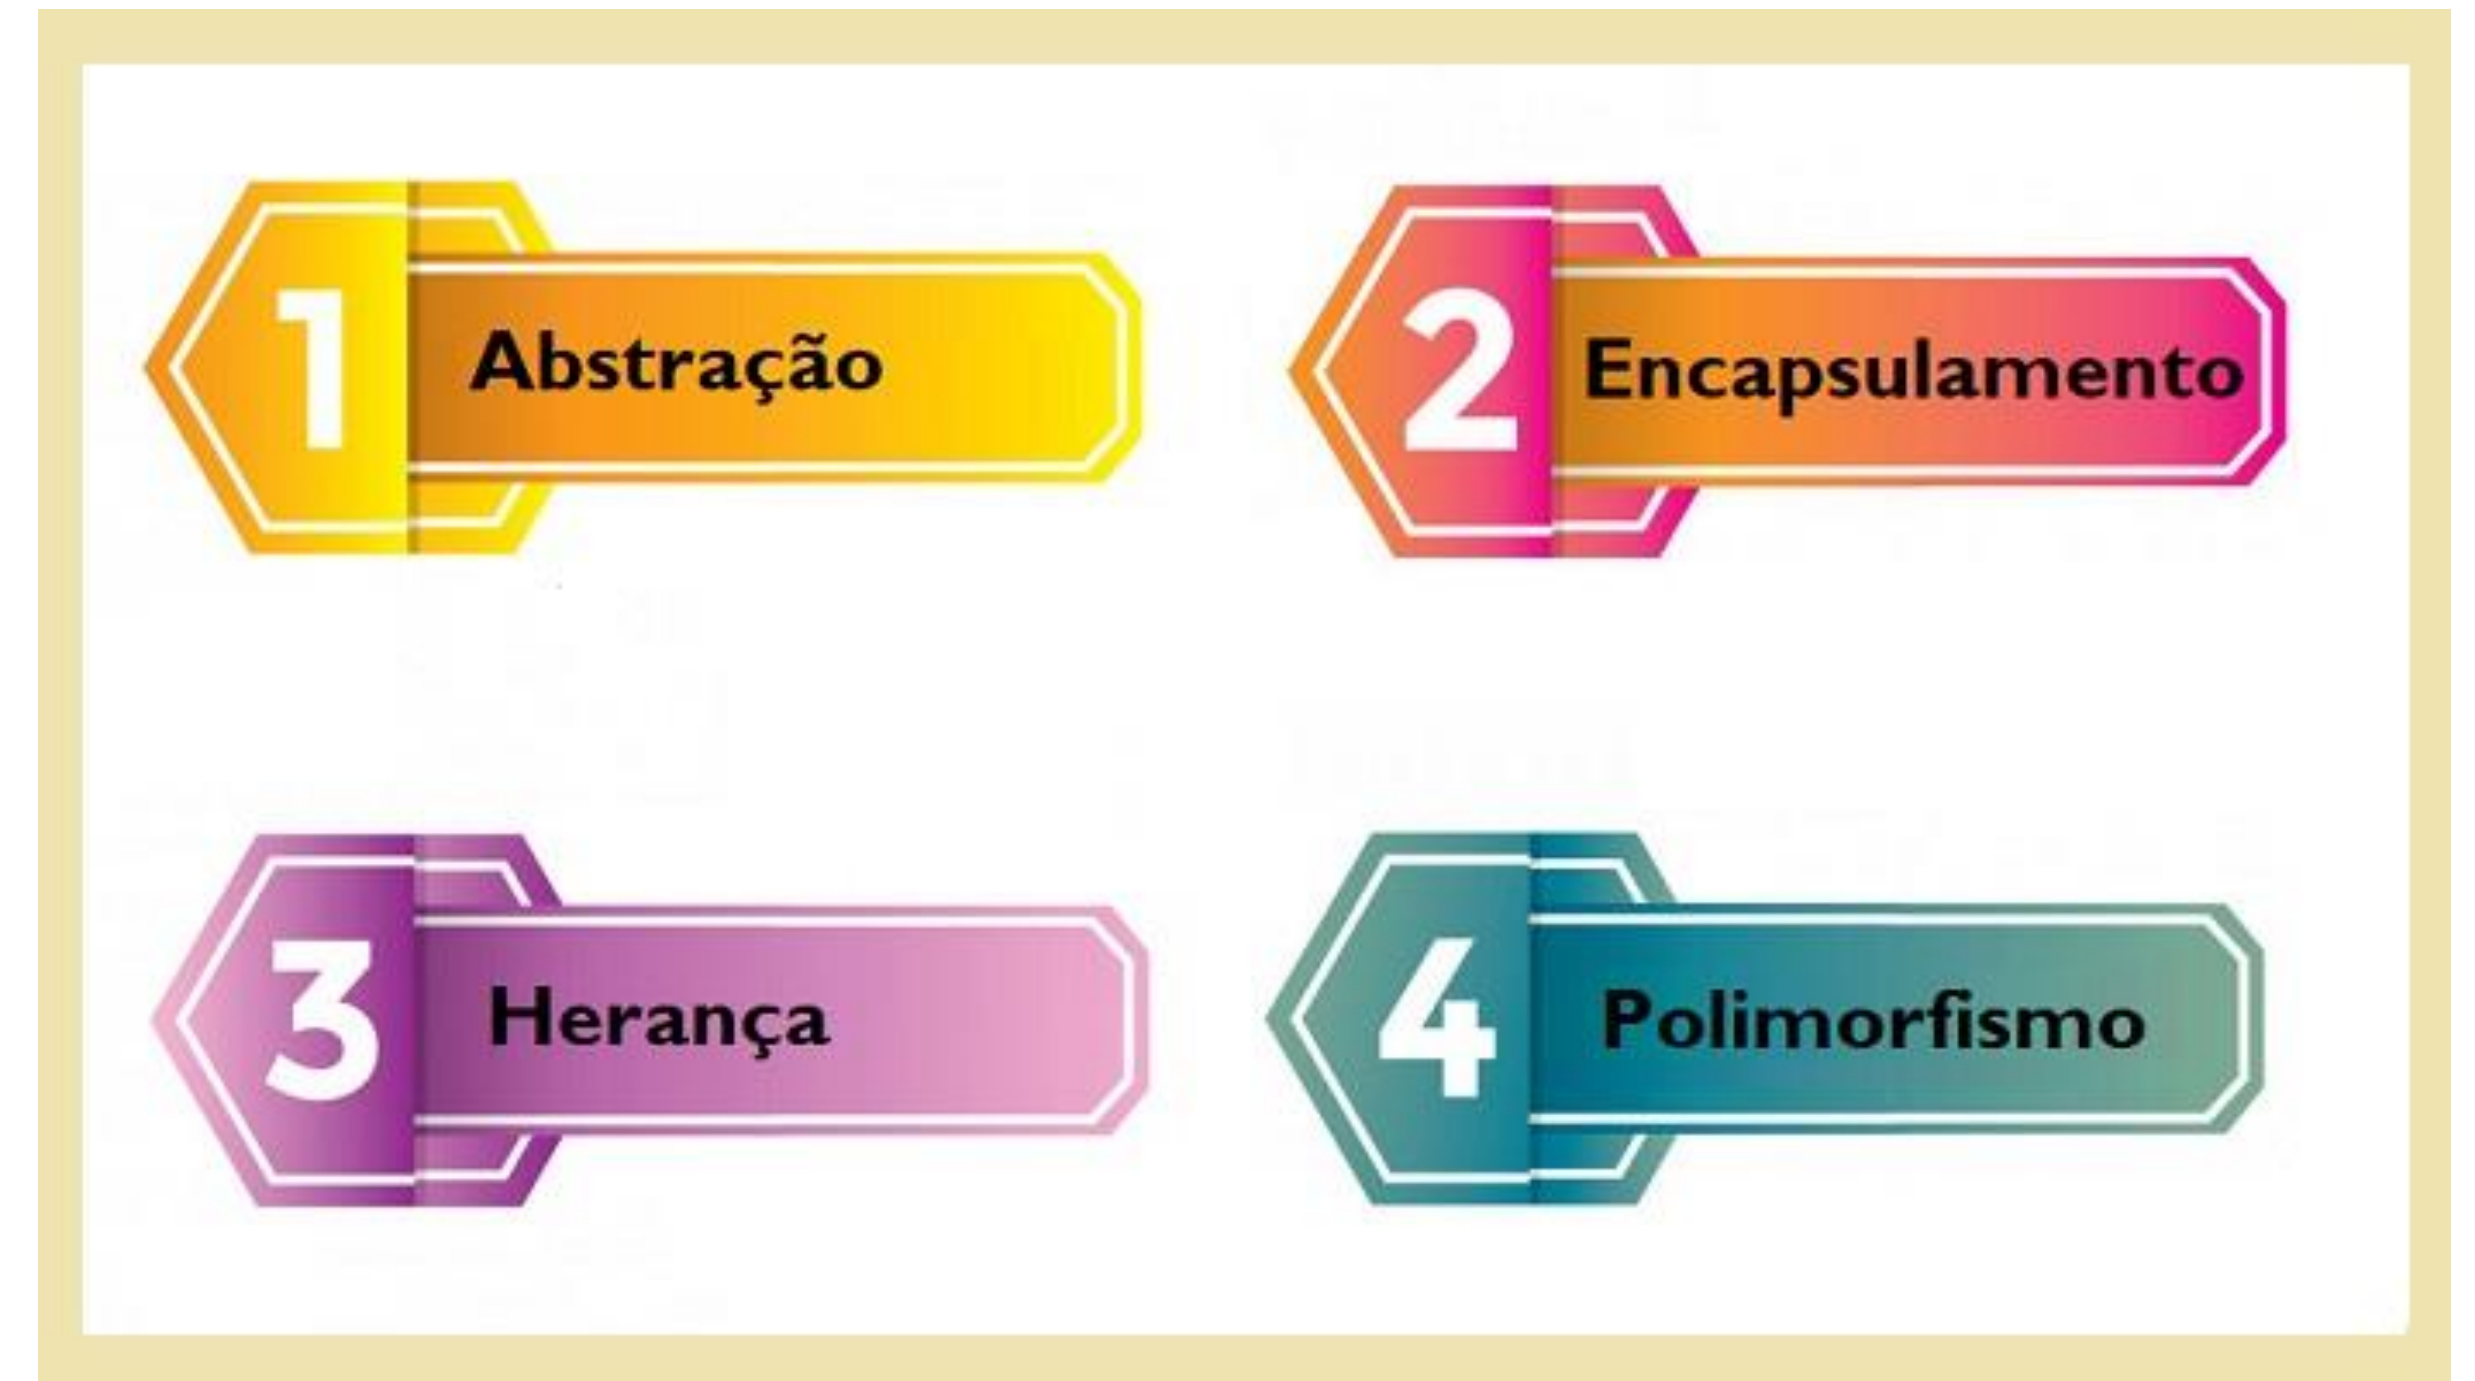 1 Abstração
2 Encapsulamento
3 Herança
4 Polimorfismo